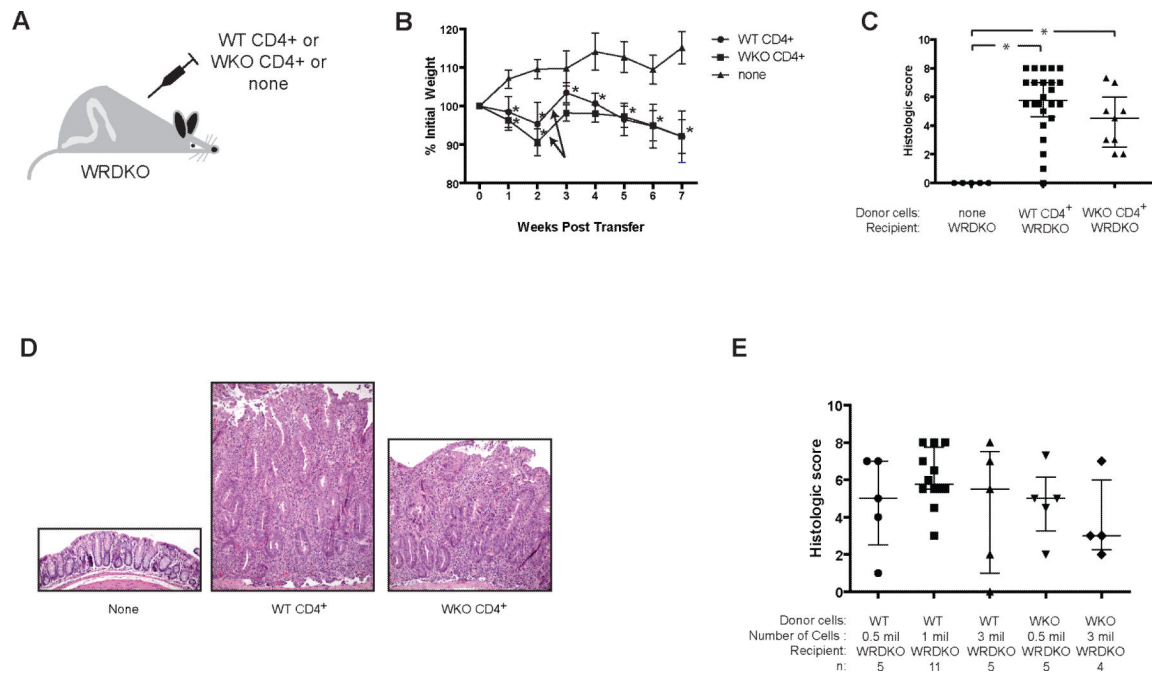 A
WT CD4+ or
WKO CD4+ or
none
WRDKO
B
% Initial Weight
120
110
100
90
80
0 1 2 3 4 5 6 7
Weeks Post Transfer
* * * * * * * * *
WT CD4+
WKO CD4+
none
C
*
*
Histologic score
10
8
6
4
2
0
Donor cells: none WT CD4+ WKO CD4+
Recipient: WRDKO WRDKO WRDKO
D
None
WT CD4+
WKO CD4+
E
Histologic score
10
8
6
4
2
0
Donor cells: WT WT WT WKO WKO
Number of Cells : 0.5 mil 1 mil 3 mil 0.5 mil 3 mil
Recipient: WRDKO WRDKO WRDKO WRDKO WRDKO
n: 5 11 5 5 4